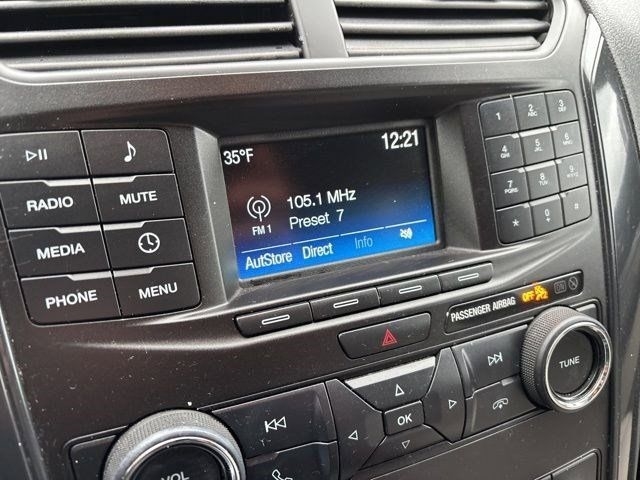 35°F
12:21
105.1 MHz
Preset 7
FM 1
AutStore Direct Info
RADIO
MUTE
MEDIA
PHONE
MENU
1
2 ABC
3 DEF
4 GHI
5 JKL
6 MNO
7 PQRS
8 TUV
9 WXYZ
*
0
#
PASSENGER AIRBAG OFF ON
TUNE
OK
VOL